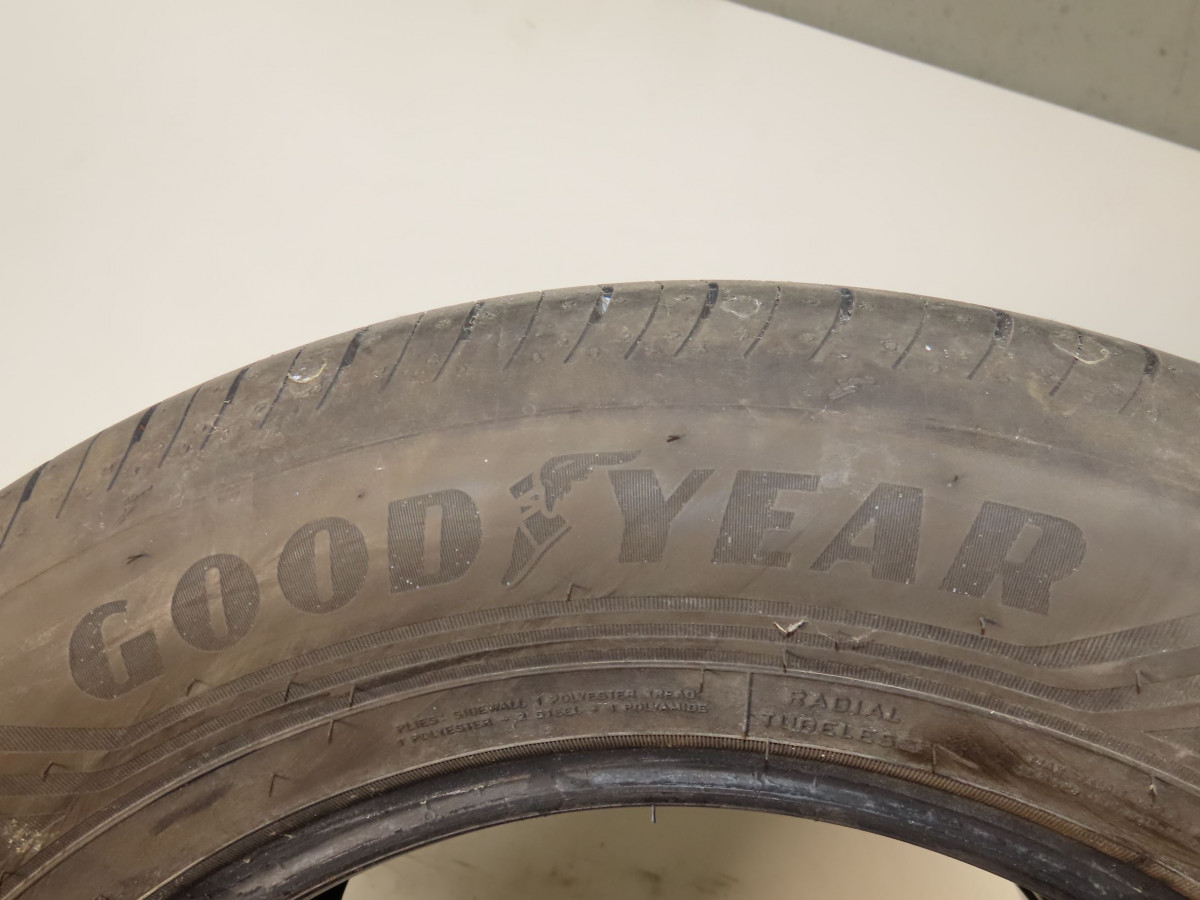 GOODYEAR
PLIES: SIDEWALL 1 POLYESTER TREAD
1 POLYESTER + 2 STEEL + 1 POLYAMIDE
RADIAL
TUBELESS